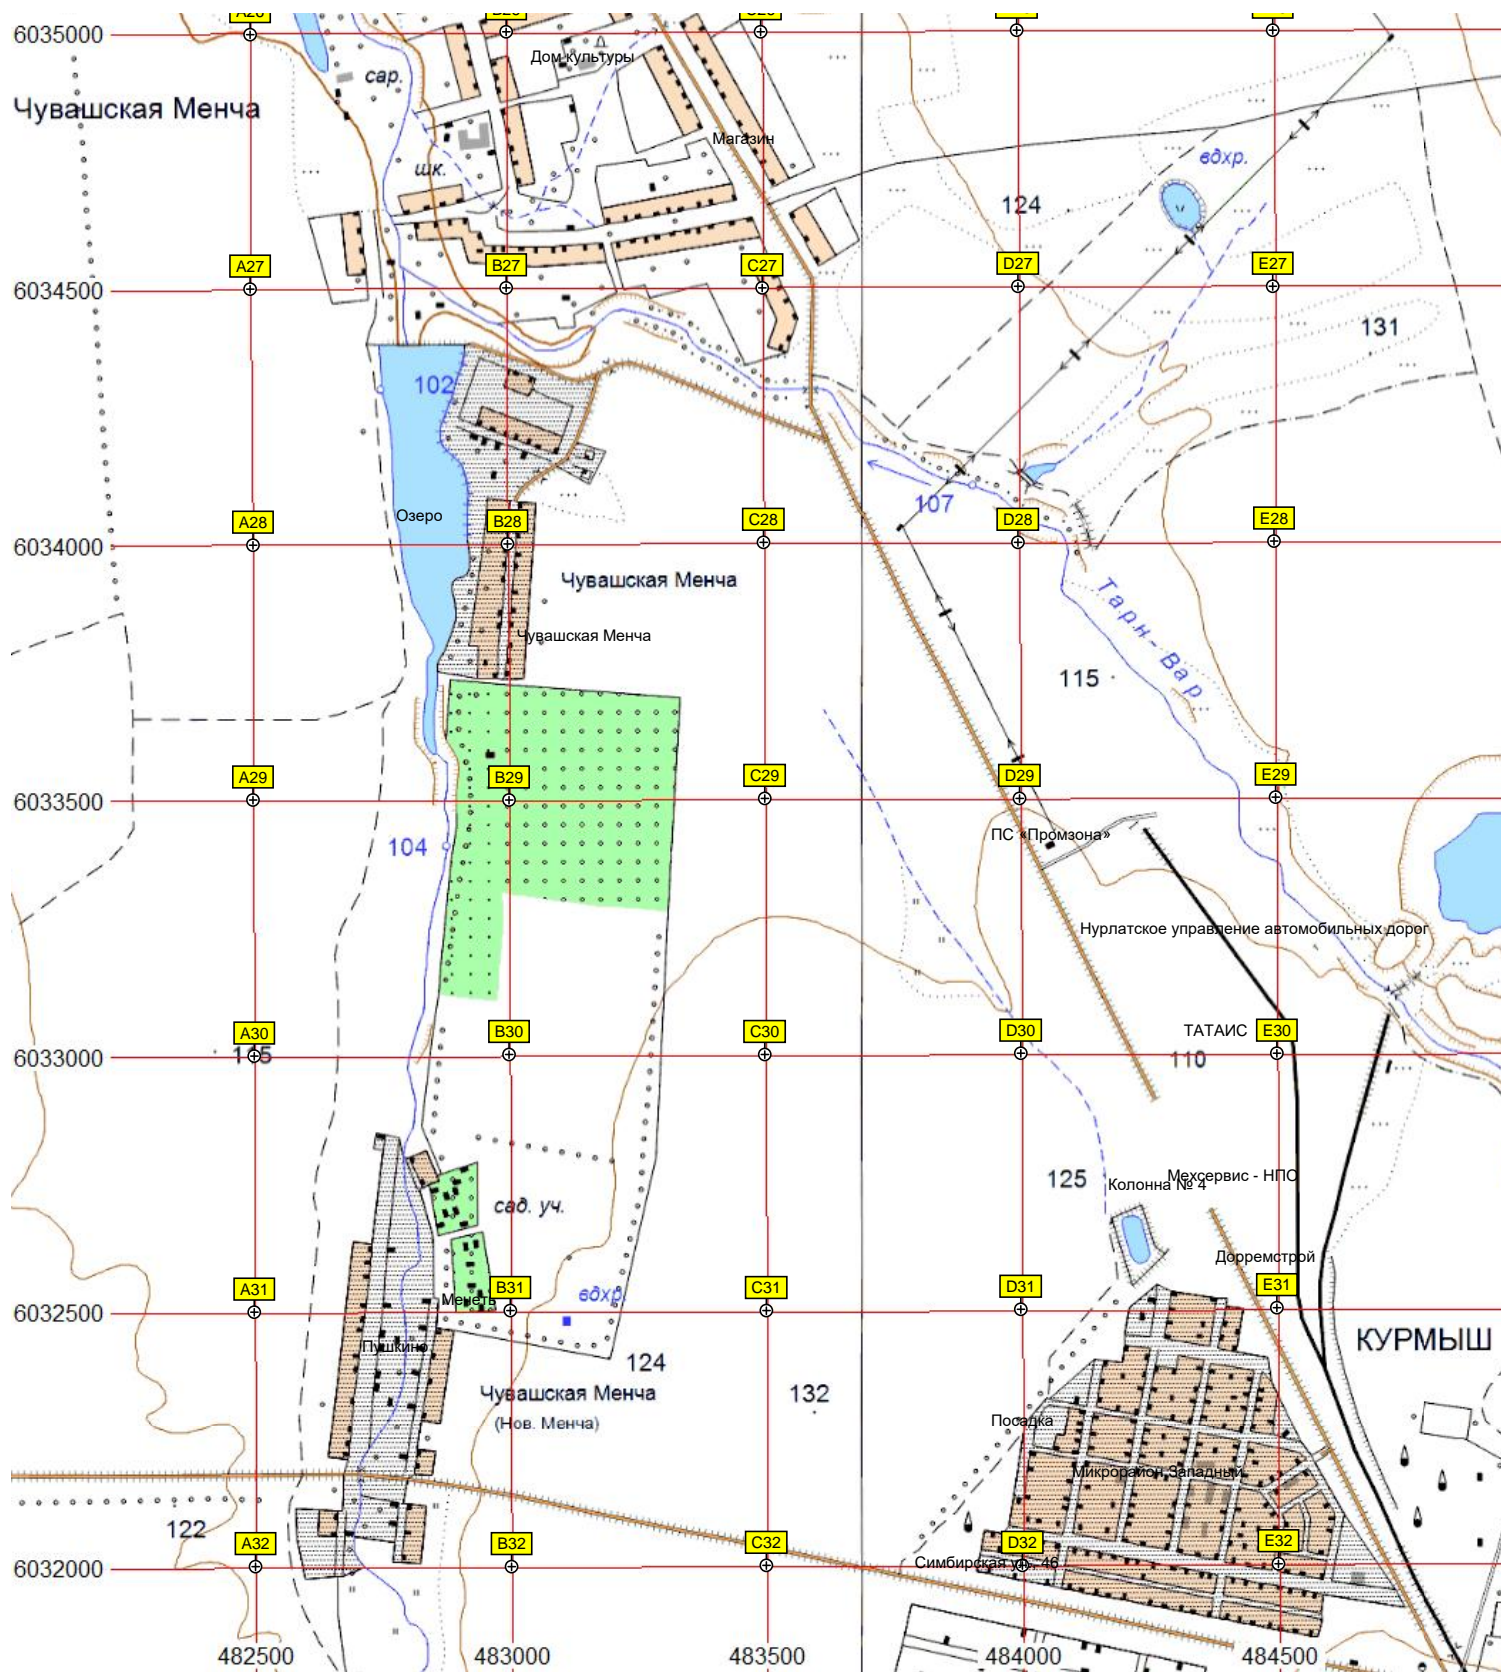 6035000
Дом культуры
сар.
Чувашская Менча
Магазин
вдхр.
шк.
124
A27
B27
C27
D27
E27
6034500
131
102
107
Озеро
A28
B28
C28
D28
E28
6034000
Чувашская Менча
Тарн-Вар
Чувашская Менча
115
A29
B29
C29
D29
E29
6033500
ПС «Промзона»
104
Нурлатское управление автомобильных дорог
A30
B30
C30
D30
ТАТАИС
E30
6033000
110
125
Мехсервис - НПС
Колонна № 4
сад. уч.
Дорремстрой
A31
B31
C31
D31
E31
Мечеть
вдхр.
6032500
Пушкино
КУРМЫШ
124
Чувашская Менча
132
(Нов. Менча)
Посадка
Микрорайон Западный
122
A32
B32
C32
D32
E32
Симбирская ул., 46
6032000
482500
483000
483500
484000
484500